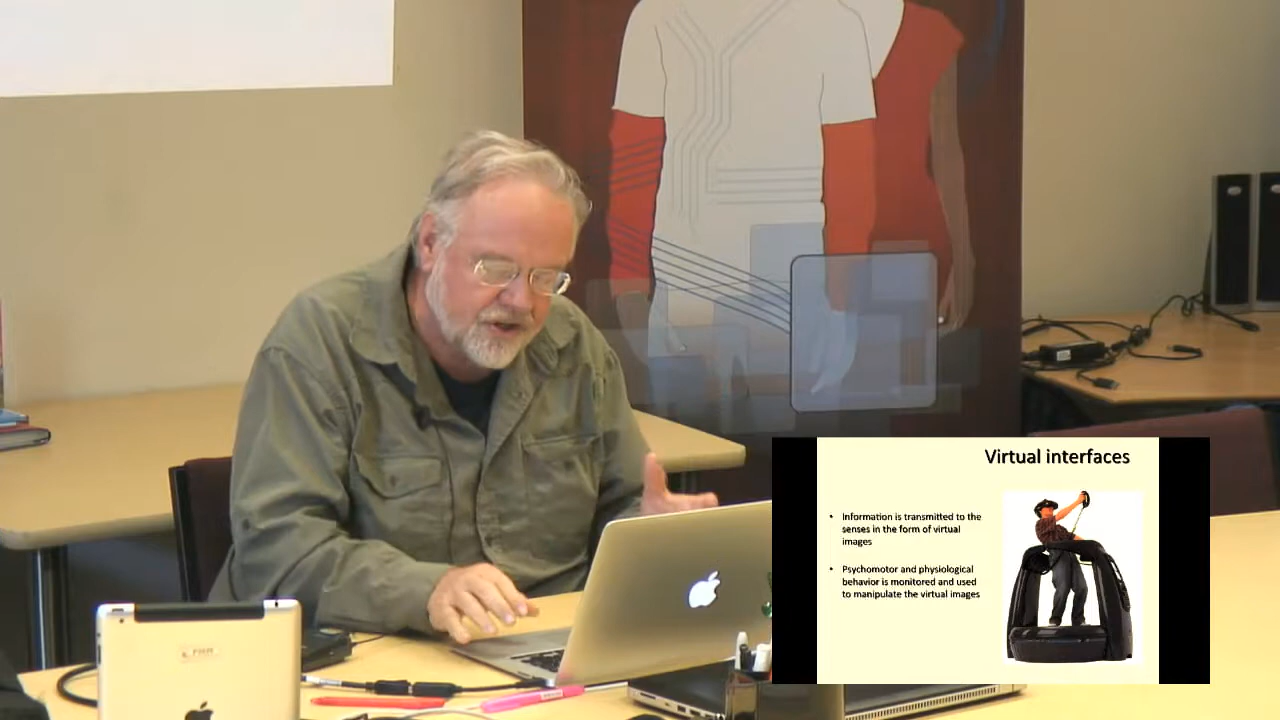 Virtual interfaces
• Information is transmitted to the
senses in the form of virtual
images
• Psychomotor and physiological
behavior is monitored and used
to manipulate the virtual images